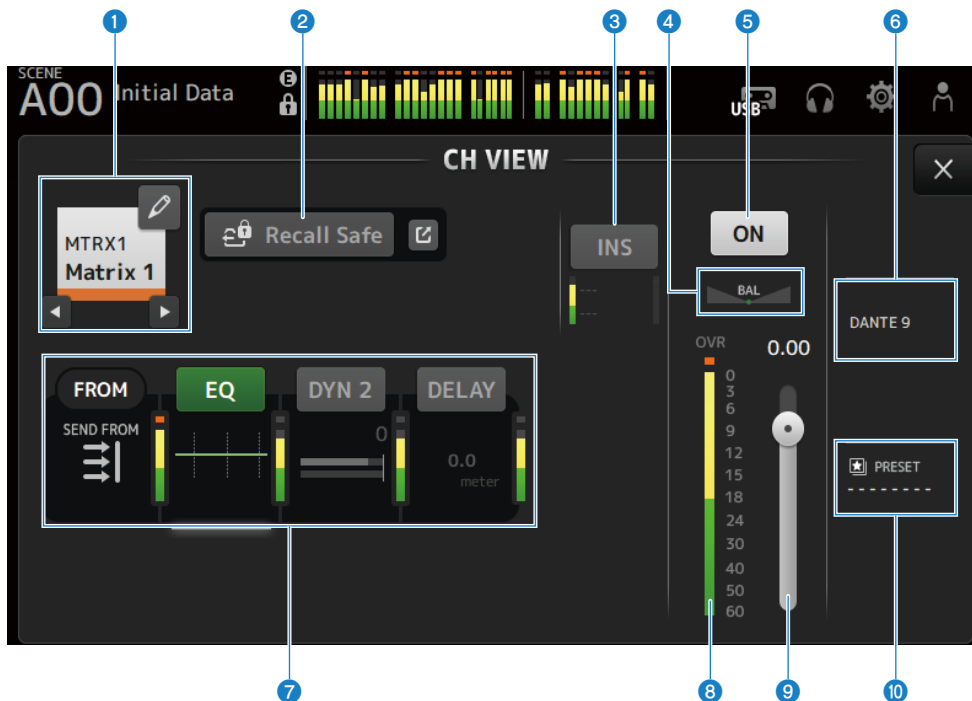 1 2 3 4 5 6
SCENE
A00 Initial Data E USB
CH VIEW
MTRX1
Matrix 1
Recall Safe
INS
---
---
ON
BAL
DANTE 9
OVR 0.00
0
3
6
9
12
15
18
24
30
40
50
60
FROM EQ DYN 2 DELAY
SEND FROM
0
0.0
meter
PRESET
--------
7 8 9 10